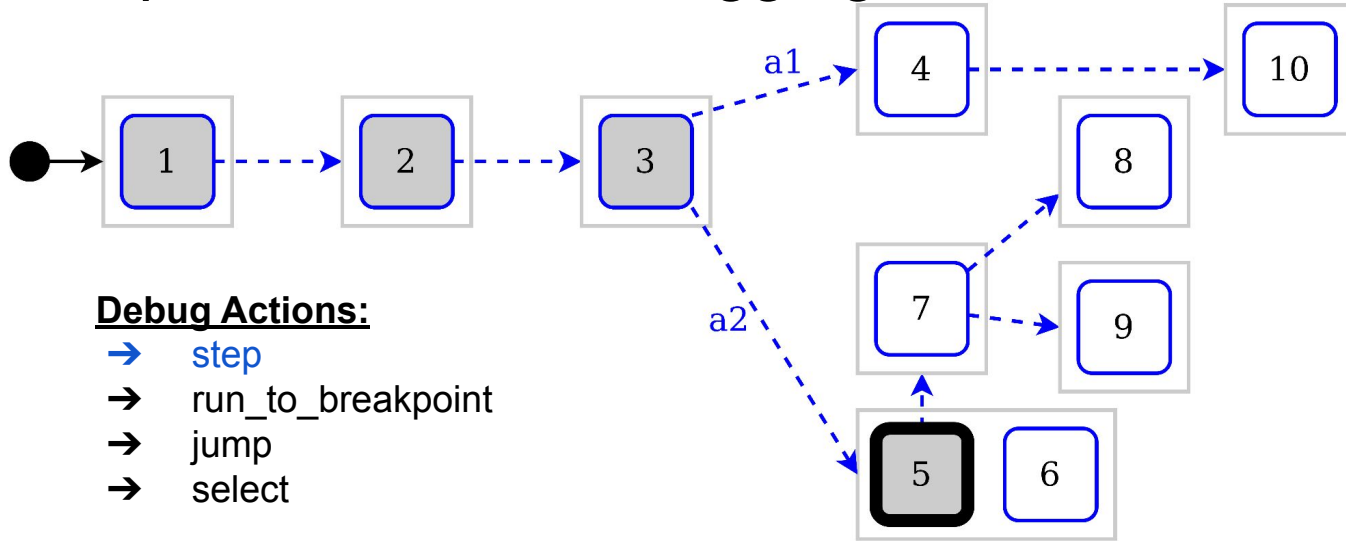 a1
4
10
1
2
3
8
7
9
a2
Debug Actions:
➔ step
➔ run_to_breakpoint
➔ jump
➔ select
5
6